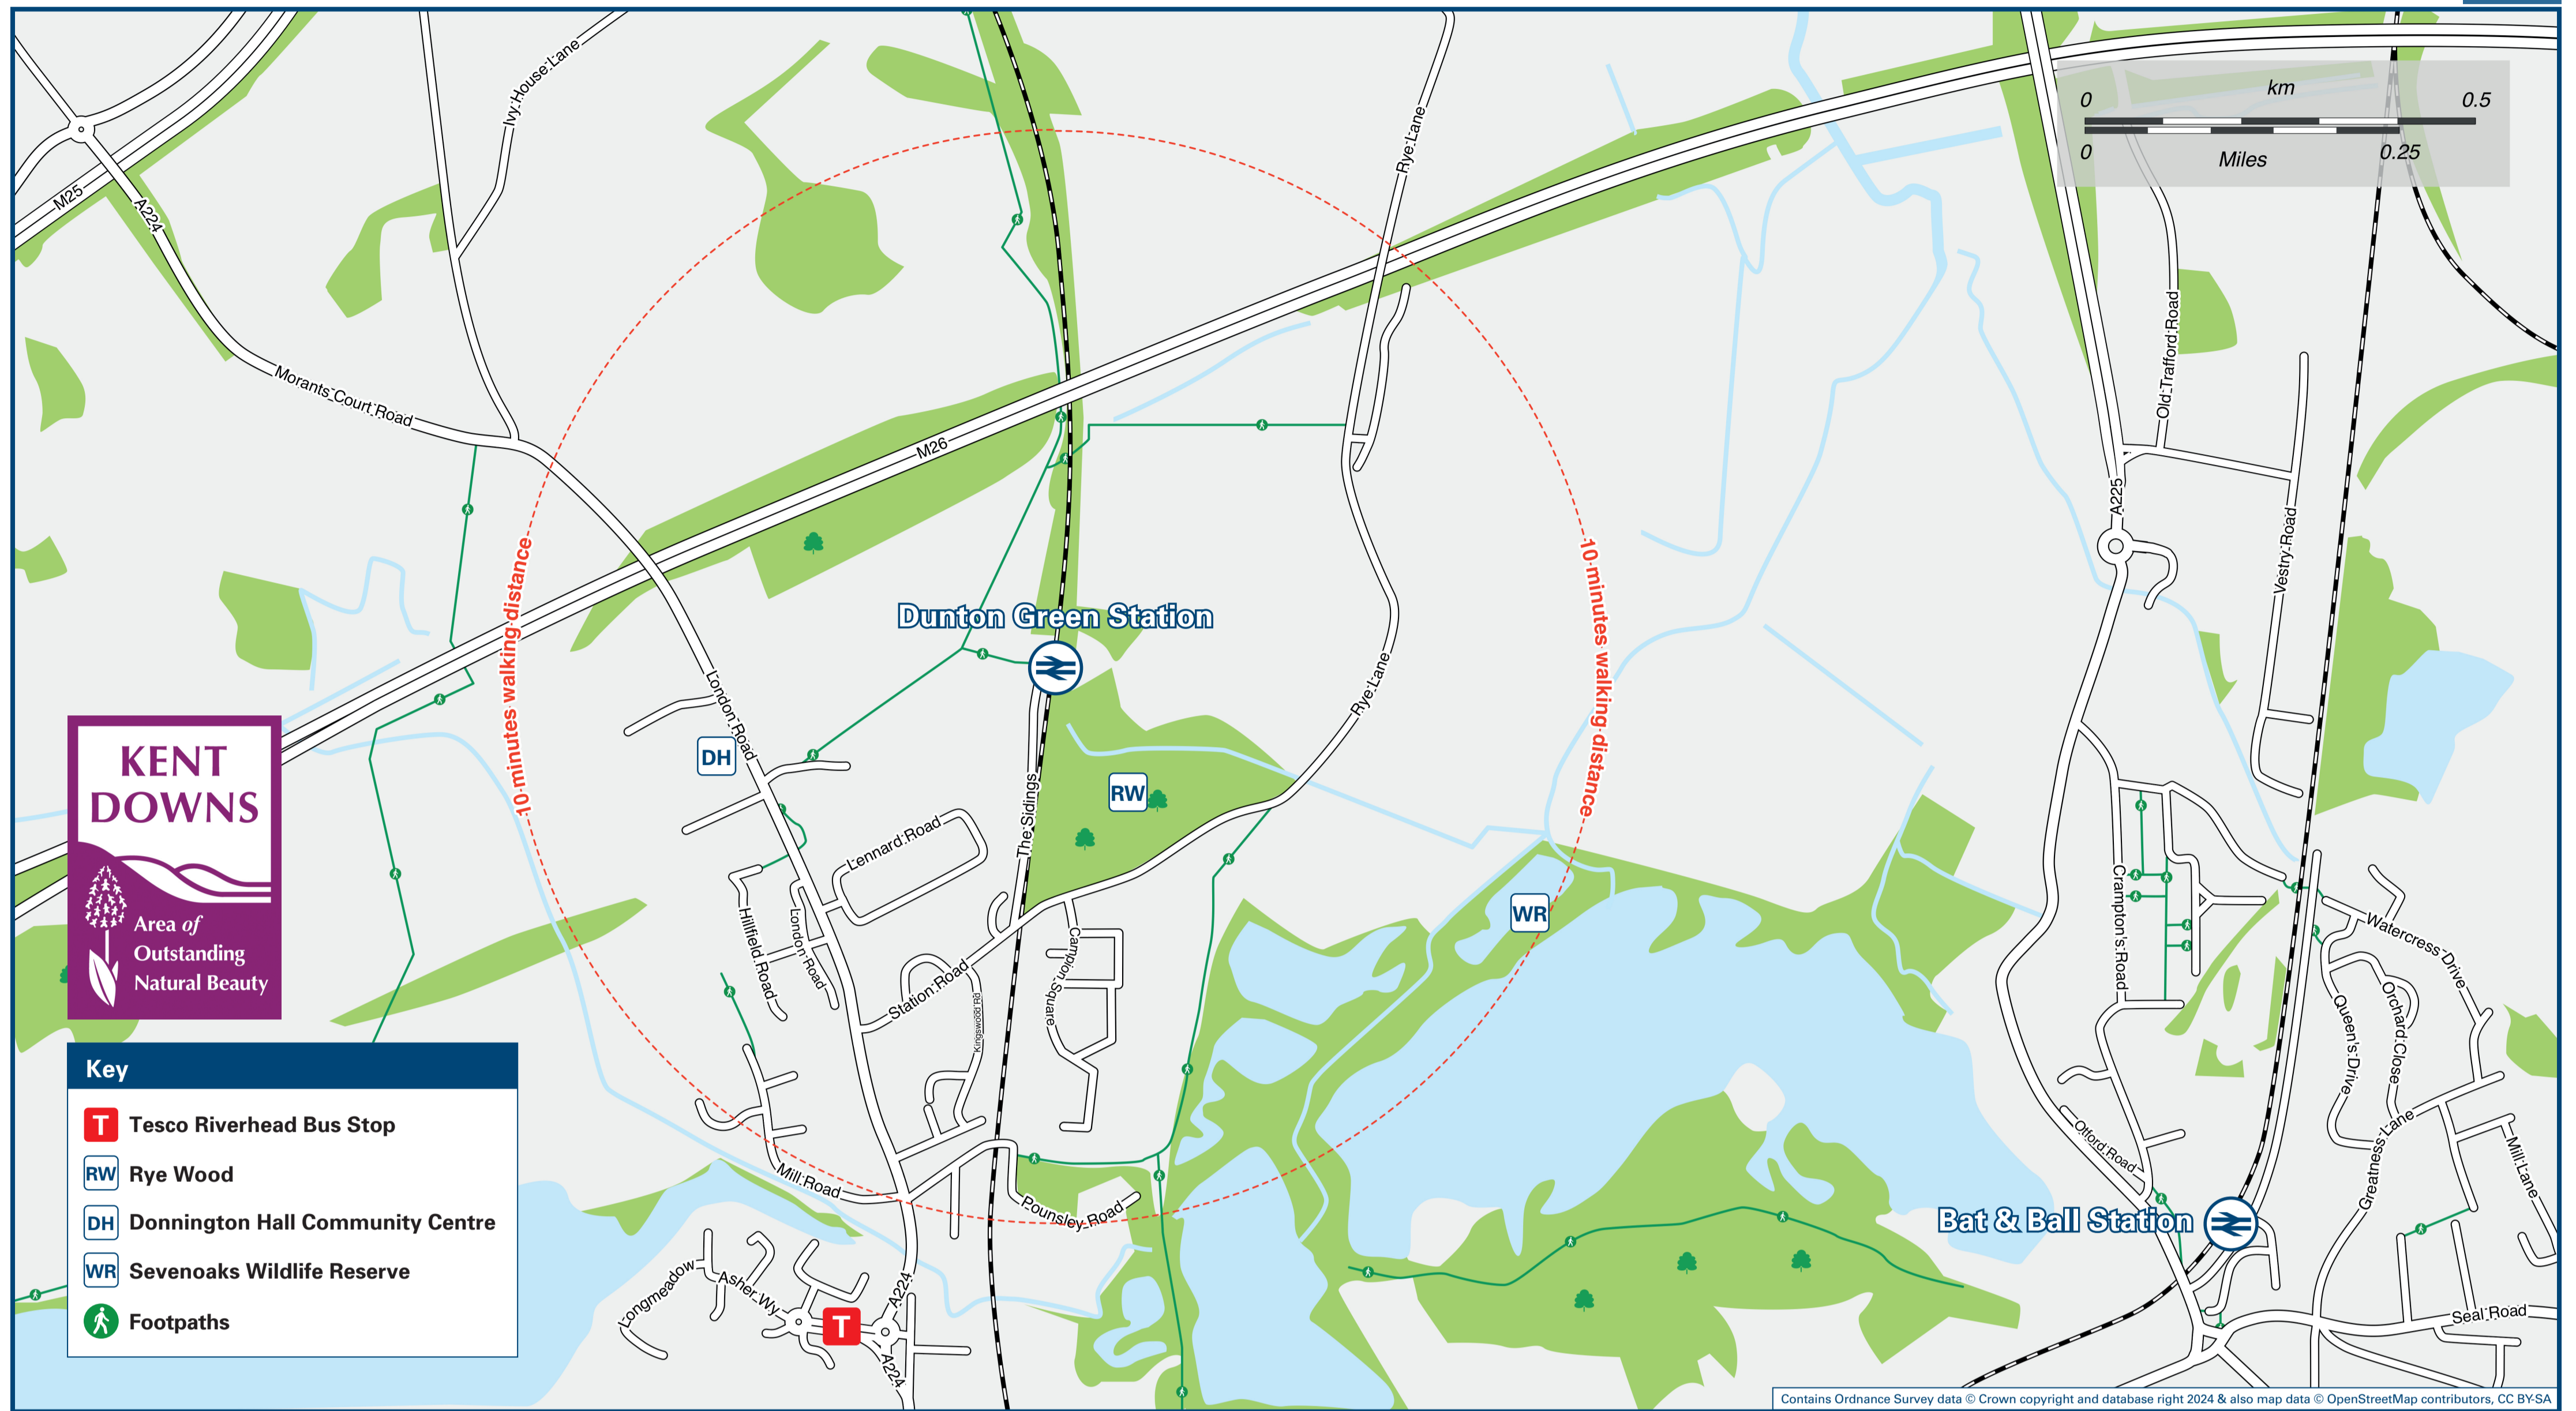 Ivy House Lane
Rye Lane
km
0
0.5
0
Miles
0.25
M25
A224
Morants Court Road
M26
Old Trafford Road
A225
Vestry Road
10 minutes walking distance
10 minutes walking distance
Dunton Green Station
Rye Lane
London Road
DH
RW
The Sidings
Lennard Road
WR
Hillfield Road
London Road
Station Road
Kingswood Rd
Campion Square
Crampton's Road
Watercress Drive
Queen's Drive
Orchard Close
Otford Road
Greatness Lane
Mill Lane
Mill Road
Pounsley Road
Bat & Ball Station
Longmeadow
Asher Wy
T
A224
A224
Seal Road
KENT
DOWNS
Area of
Outstanding
Natural Beauty
Key
T Tesco Riverhead Bus Stop
RW Rye Wood
DH Donnington Hall Community Centre
WR Sevenoaks Wildlife Reserve
Footpaths
Contains Ordnance Survey data © Crown copyright and database right 2024 & also map data © OpenStreetMap contributors, CC BY-SA